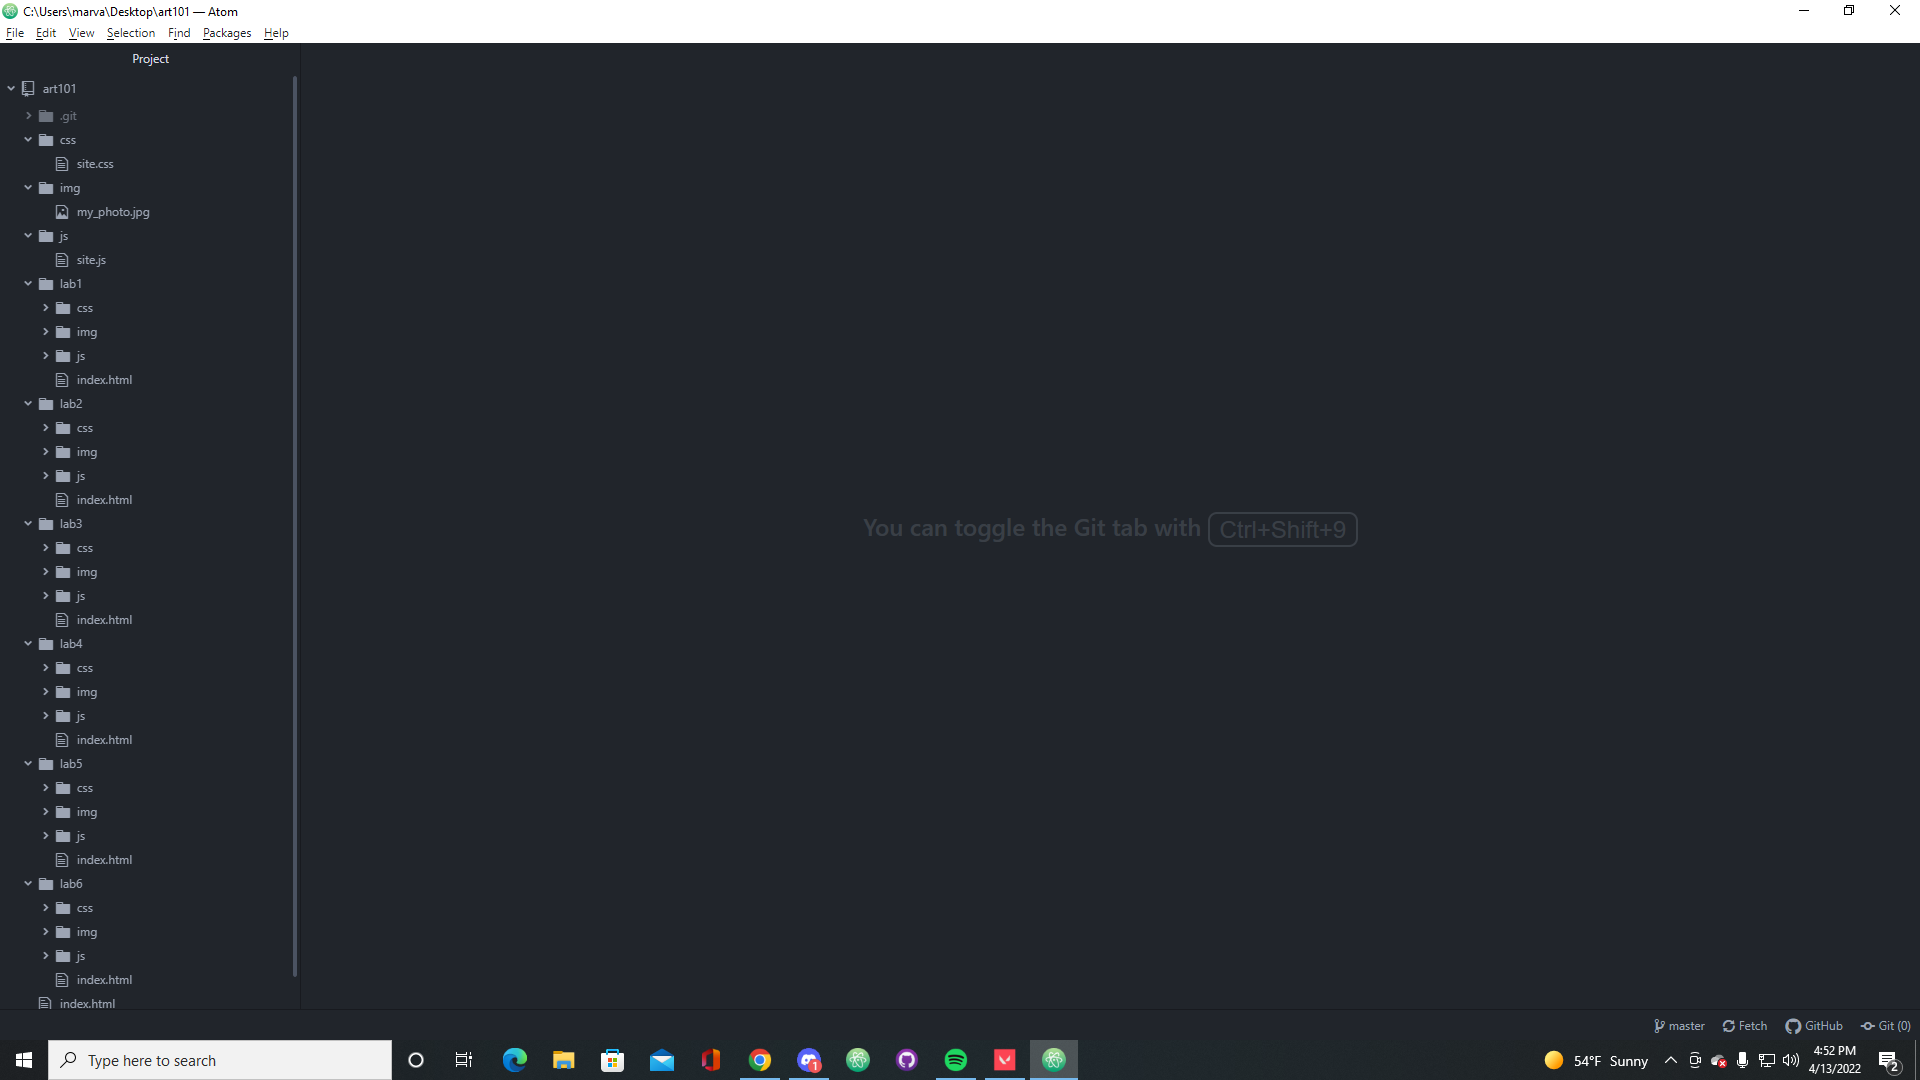 C:\Users\marva\Desktop\art101 — Atom
File Edit View Selection Find Packages Help
Project
art101
.git
css
site.css
img
my_photo.jpg
js
site.js
lab1
css
img
js
index.html
lab2
css
img
js
index.html
lab3
css
img
js
index.html
lab4
css
img
js
index.html
lab5
css
img
js
index.html
lab6
css
img
js
index.html
index.html
You can toggle the Git tab with Ctrl+Shift+9
master Fetch GitHub Git (0)
Type here to search
1
54°F Sunny
4:52 PM
4/13/2022
2